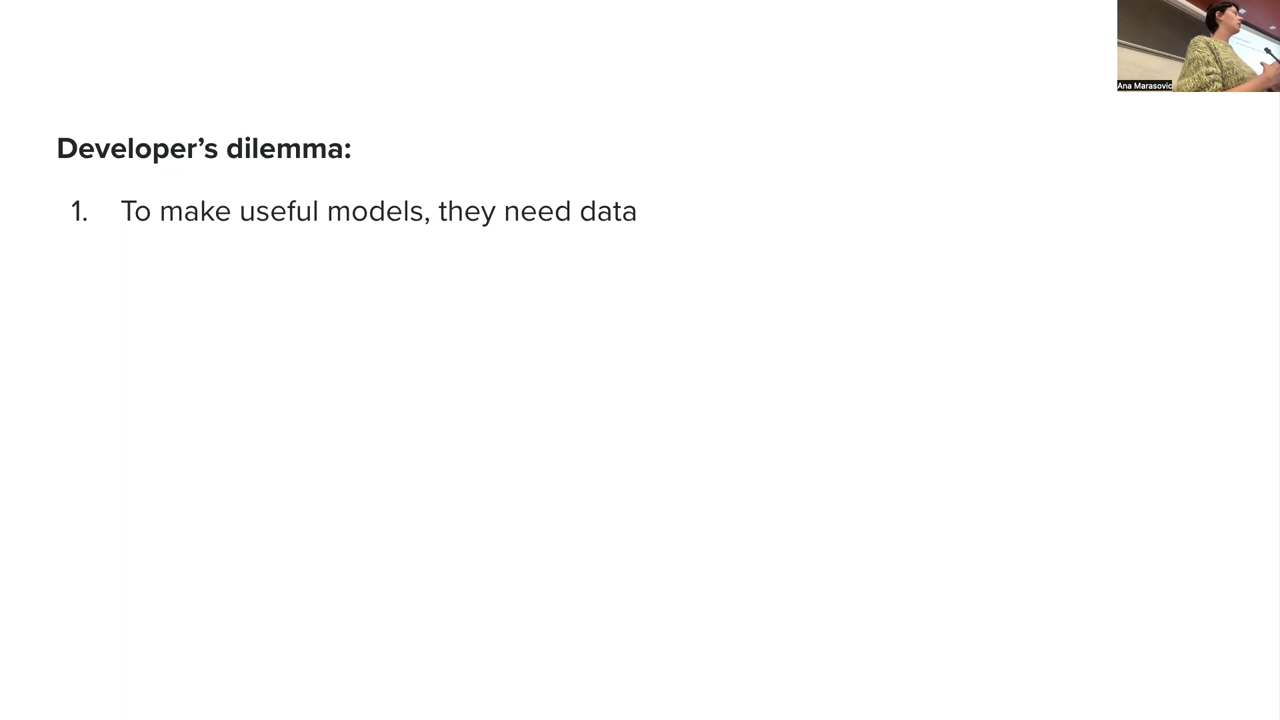 Ana Marasovic
Developer’s dilemma:
1. To make useful models, they need data